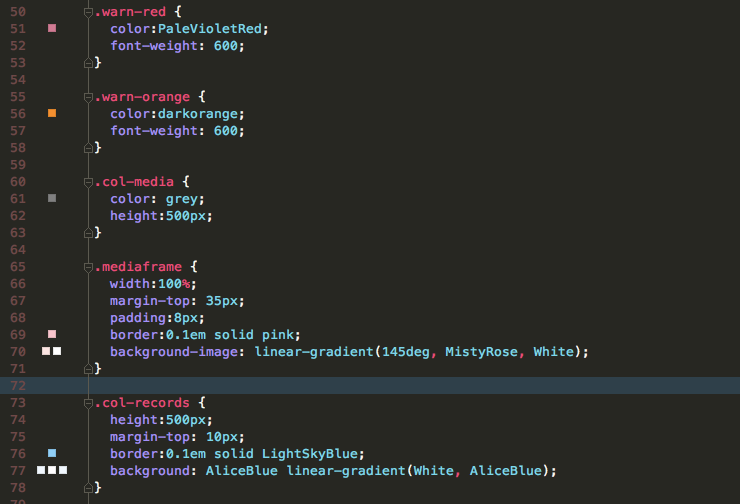 50 .warn-red {
51 color:PaleVioletRed;
52 font-weight: 600;
53 }
54
55 .warn-orange {
56 color:darkorange;
57 font-weight: 600;
58 }
59
60 .col-media {
61 color: grey;
62 height:500px;
63 }
64
65 .mediaframe {
66 width:100%;
67 margin-top: 35px;
68 padding:8px;
69 border:0.1em solid pink;
70 background-image: linear-gradient(145deg, MistyRose, White);
71 }
72
73 .col-records {
74 height:500px;
75 margin-top: 10px;
76 border:0.1em solid LightSkyBlue;
77 background: AliceBlue linear-gradient(White, AliceBlue);
78 }